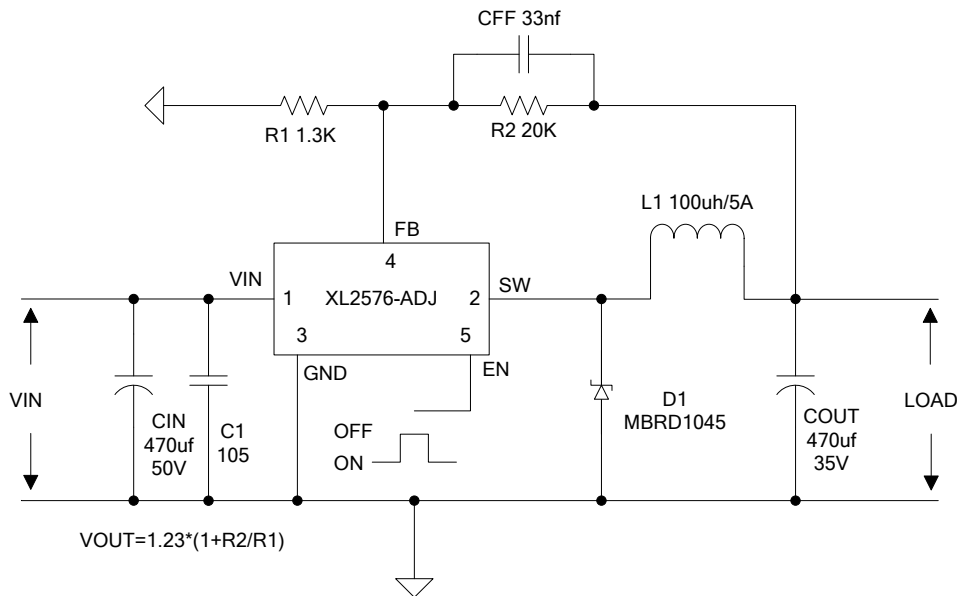 CFF 33nf
R1 1.3K
R2 20K
L1 100uh/5A
FB
4
VIN
1
XL2576-ADJ
2
SW
3
5
GND
EN
VIN
CIN
470uf
50V
C1
105
OFF
ON
D1
MBRD1045
COUT
470uf
35V
LOAD
VOUT=1.23*(1+R2/R1)